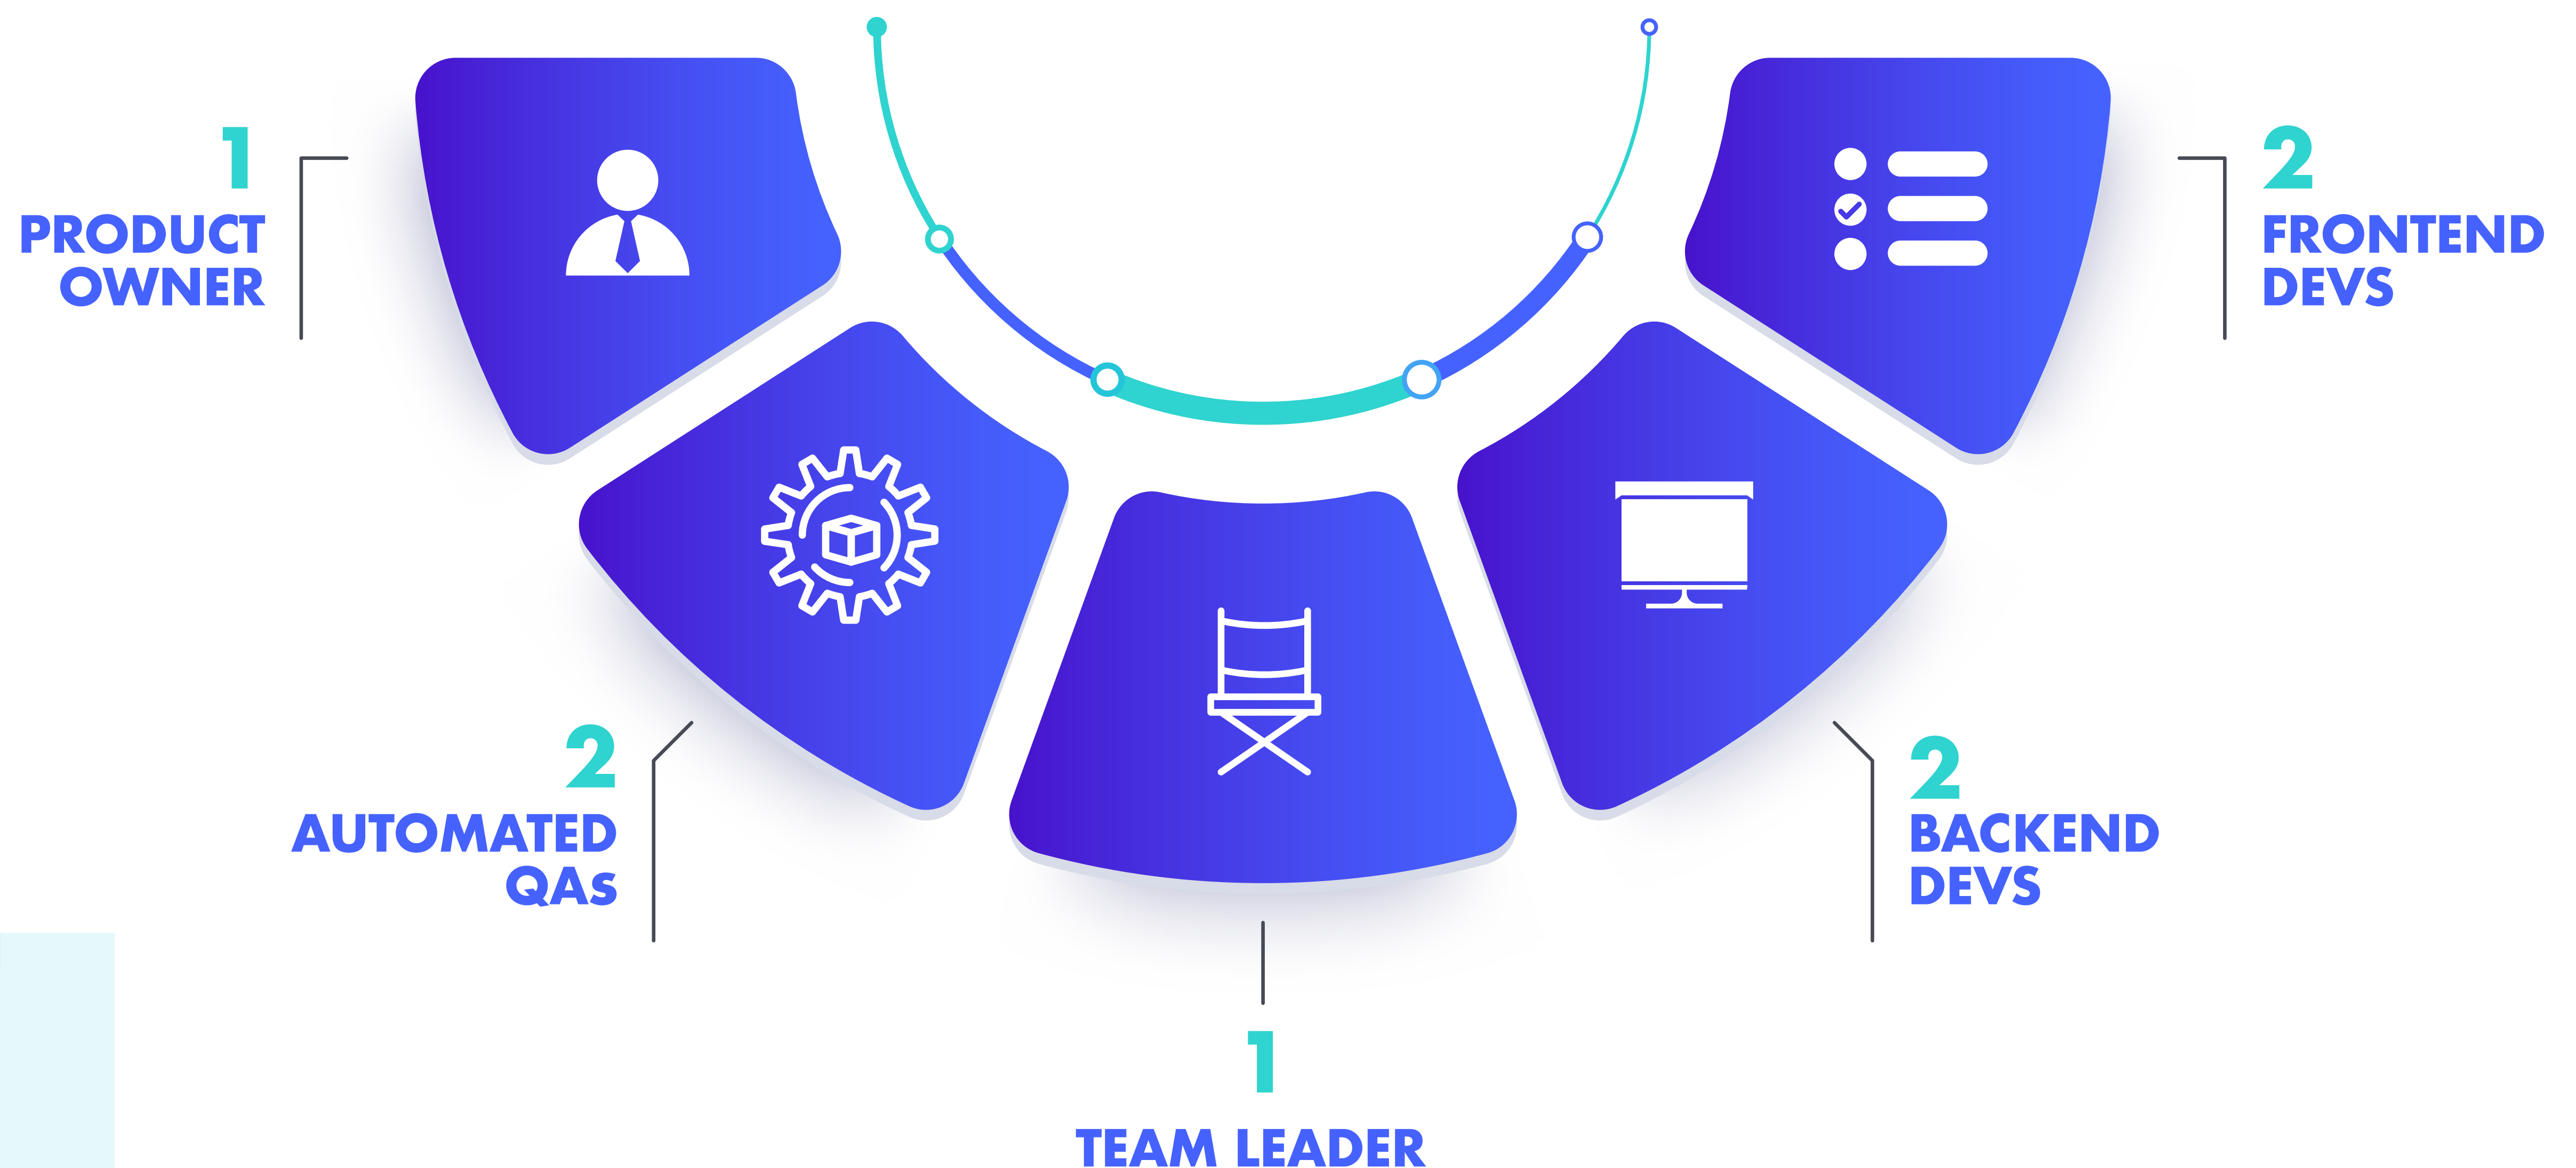 1
PRODUCT
OWNER
2
AUTOMATED
QAs
1
TEAM LEADER
2
BACKEND
DEVS
2
FRONTEND
DEVS